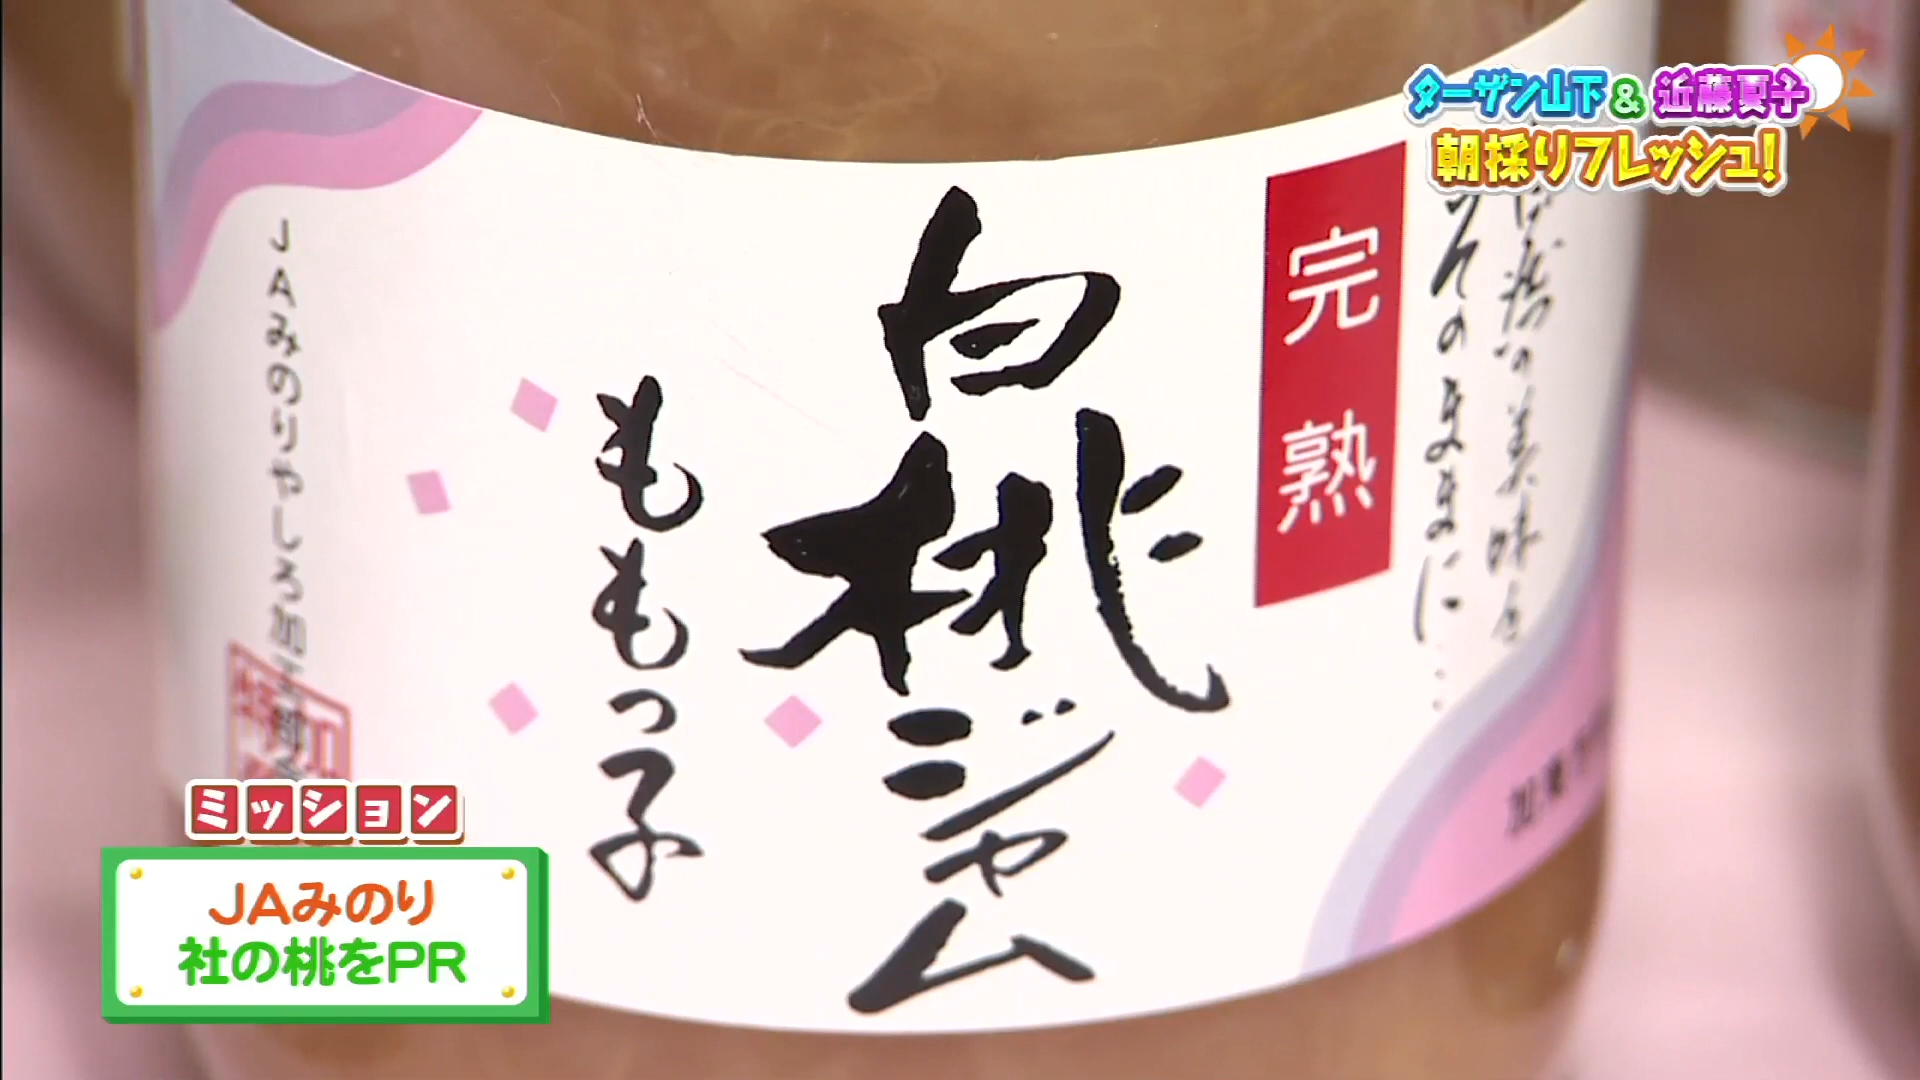 ターザン山下&近藤夏子
朝採りフレッシュ!
完熟
そのままに…
白桃ジャム
ももっ子
JAみのりやしろ加工部会
ミッション
JAみのり
社の桃をPR